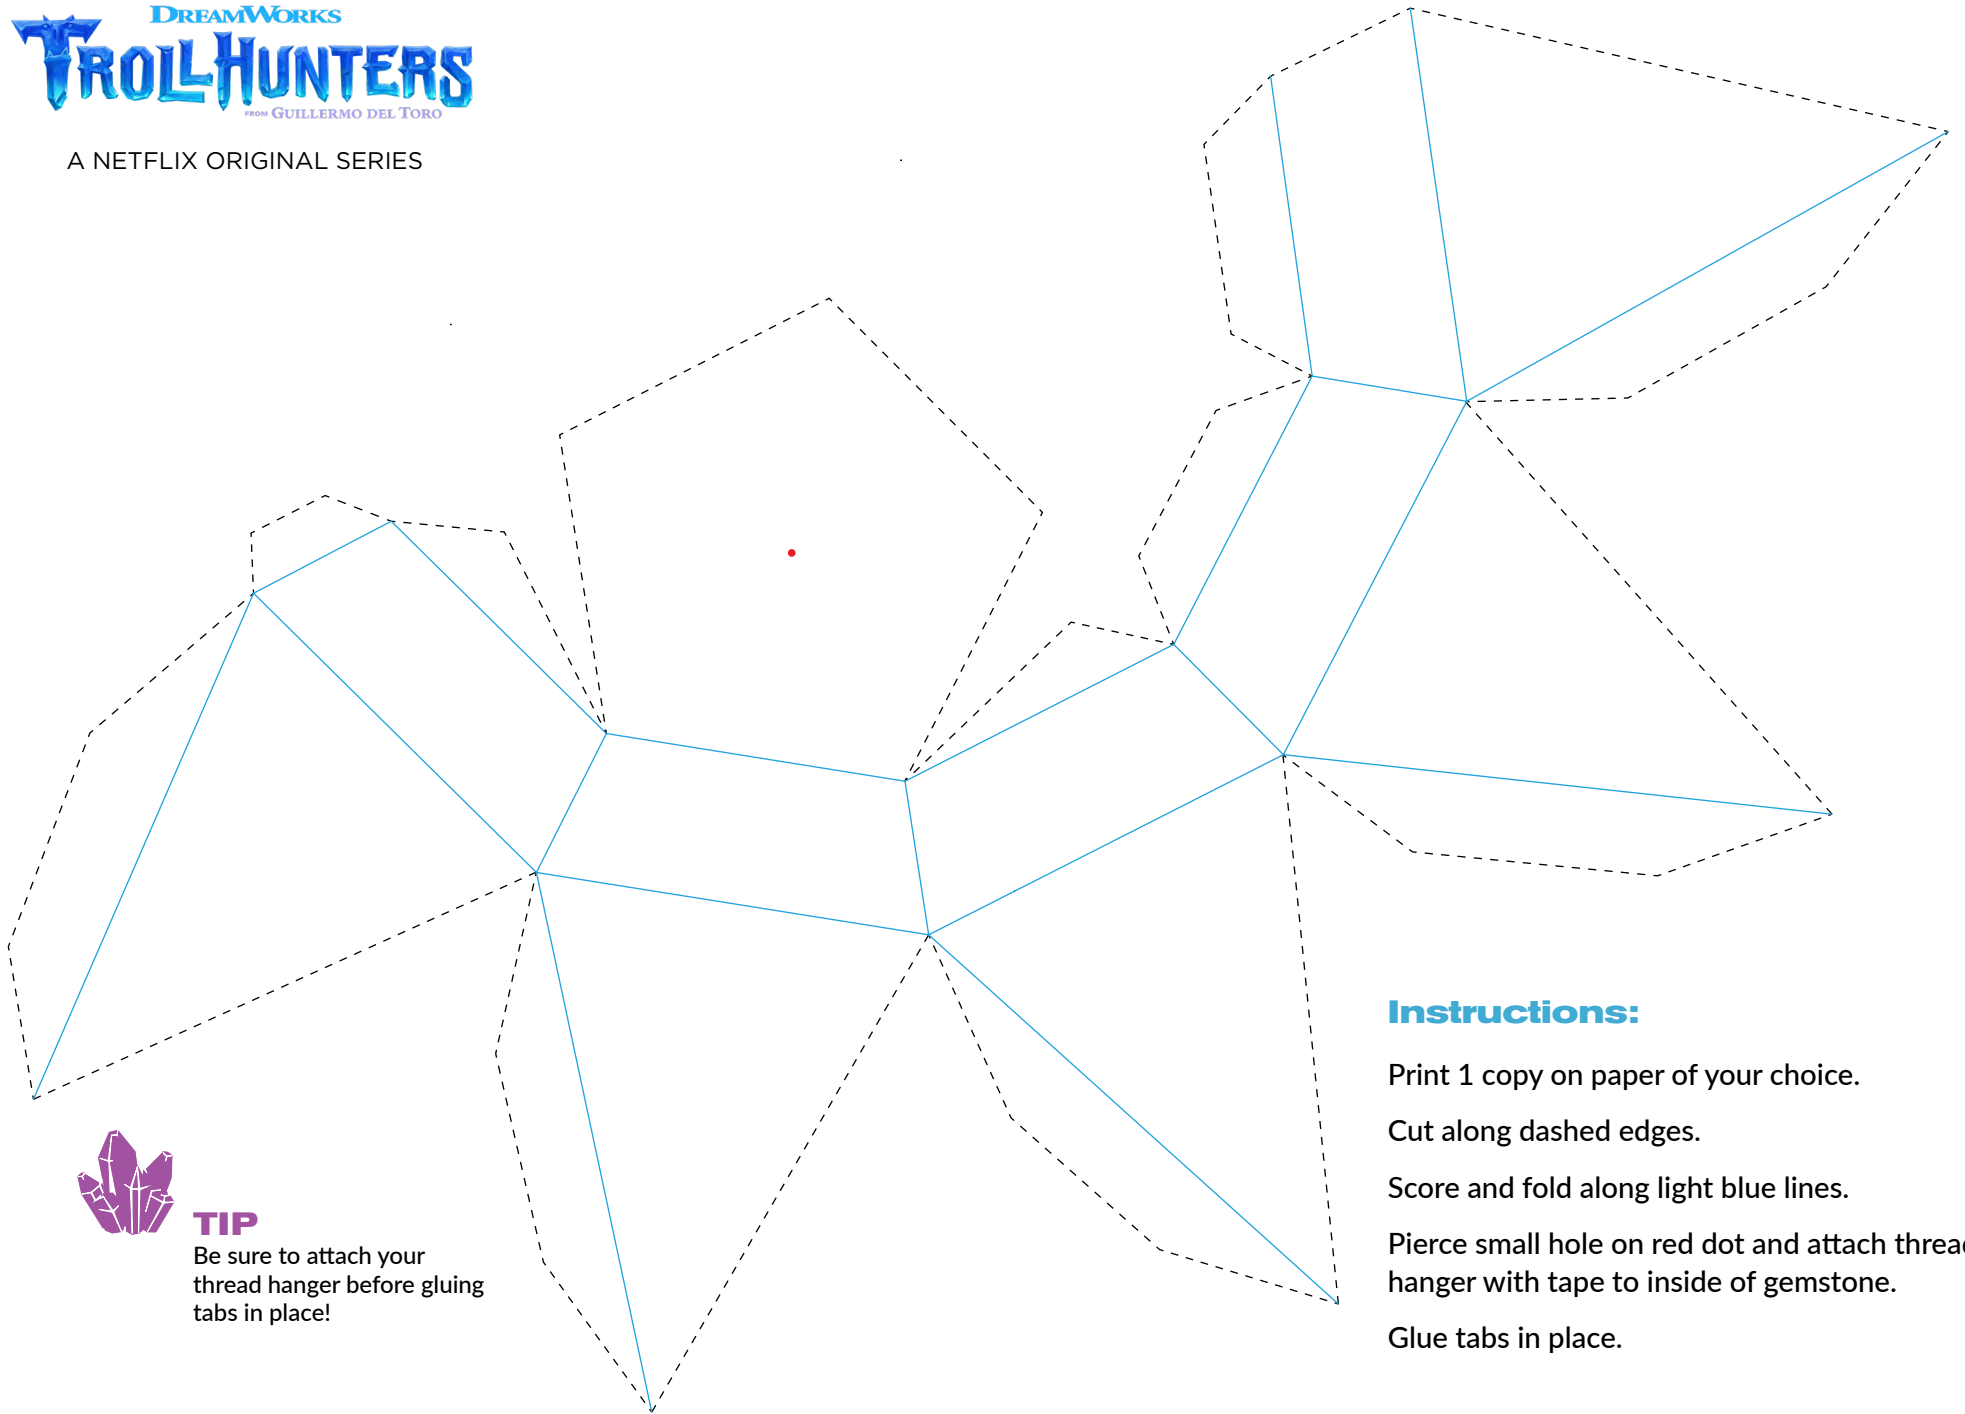 DREAMWORKS
TROLLHUNTERS
FROM GUILLERMO DEL TORO
A NETFLIX ORIGINAL SERIES
Instructions:
Print 1 copy on paper of your choice.
Cut along dashed edges.
Score and fold along light blue lines.
Pierce small hole on red dot and attach thread
hanger with tape to inside of gemstone.
Glue tabs in place.
TIP
Be sure to attach your
thread hanger before gluing
tabs in place!